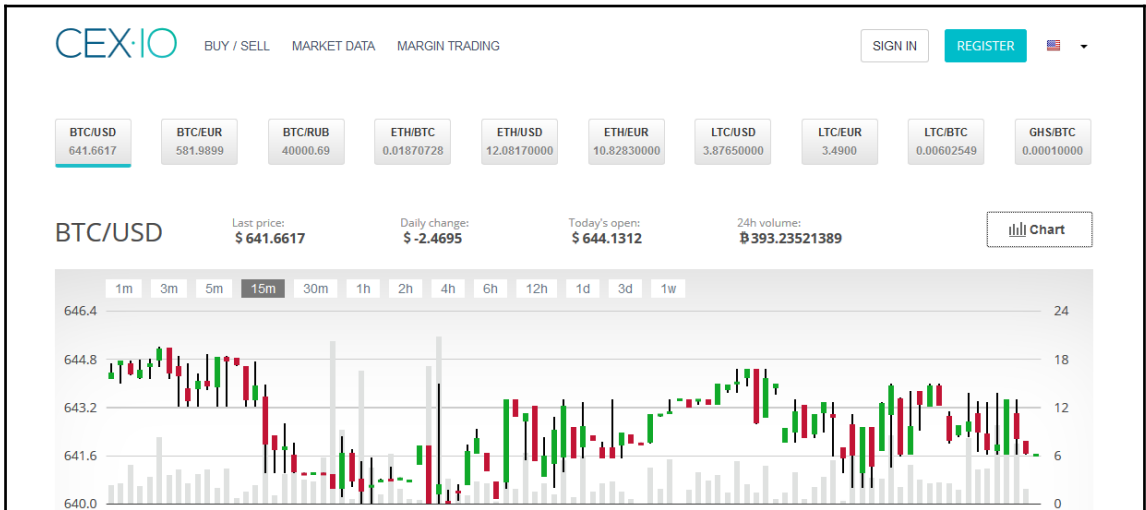 CEX·IO BUY / SELL MARKET DATA MARGIN TRADING SIGN IN REGISTER
BTC/USD BTC/EUR BTC/RUB ETH/BTC ETH/USD ETH/EUR LTC/USD LTC/EUR LTC/BTC GHS/BTC
641.6617 581.9899 40000.69 0.01870728 12.08170000 10.82830000 3.87650000 3.4900 0.00602549 0.00010000
Last price: Daily change: Today's open: 24h volume:
BTC/USD $ 641.6617 $ -2.4695 $ 644.1312 ฿ 393.23521389 Chart
1m 3m 5m 15m 30m 1h 2h 4h 6h 12h 1d 3d 1w
646.4 24
644.8 18
643.2 12
641.6 6
640.0 0